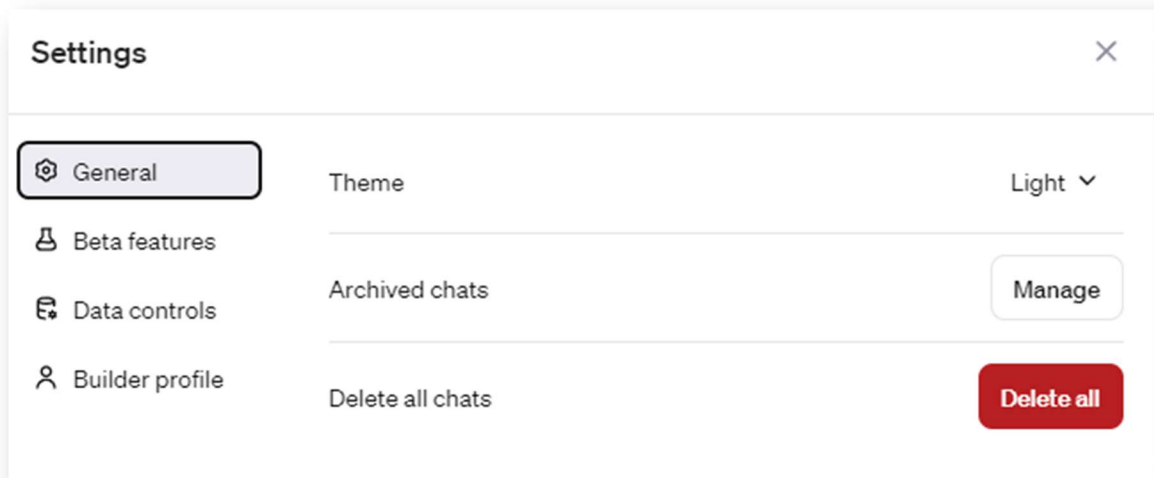 Settings
General
Beta features
Data controls
Builder profile
Theme
Light
Archived chats
Manage
Delete all chats
Delete all